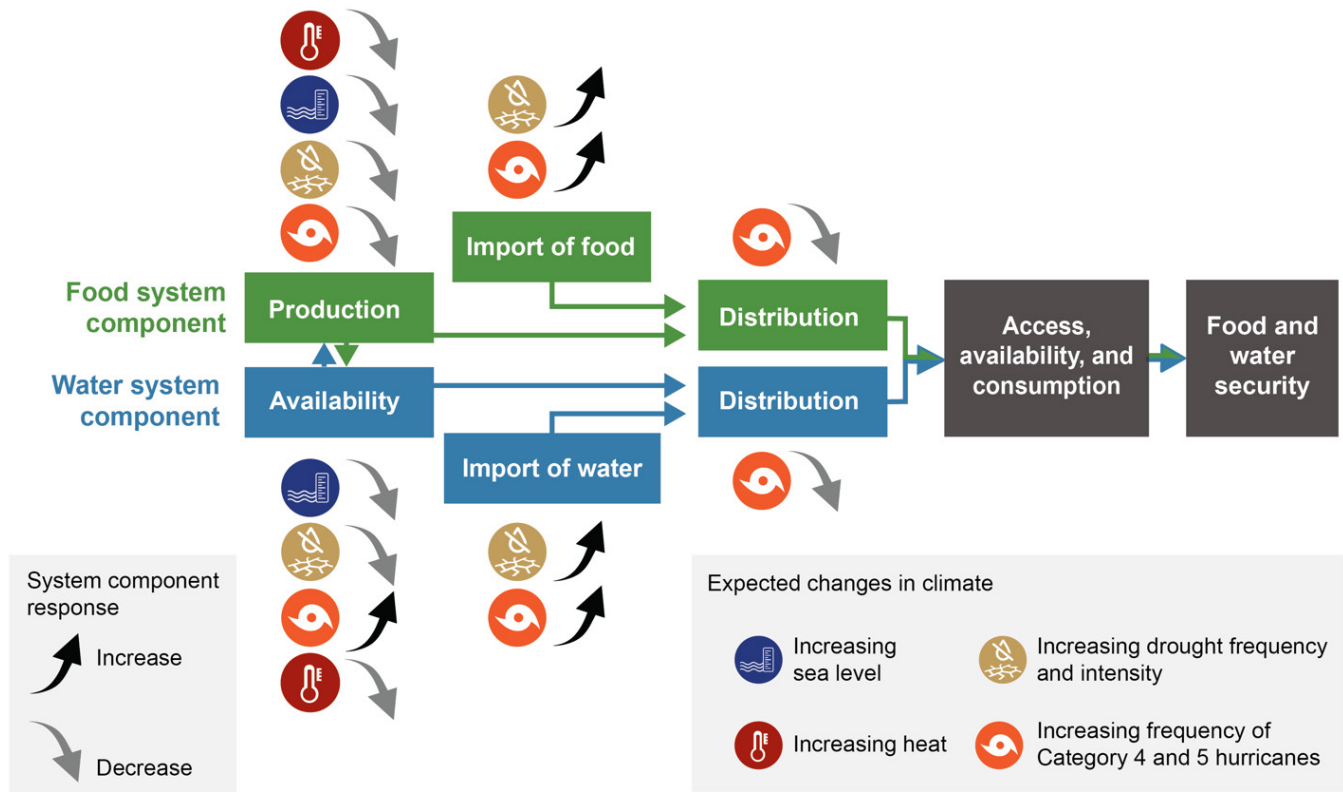 Import of food
Food system
component
Production
Distribution
Access,
availability, and
consumption
Food and
water
security
Water system
component
Availability
Distribution
Import of water
System component
response
Increase
Decrease
Expected changes in climate
Increasing
sea level
Increasing drought frequency
and intensity
Increasing heat
Increasing frequency of
Category 4 and 5 hurricanes